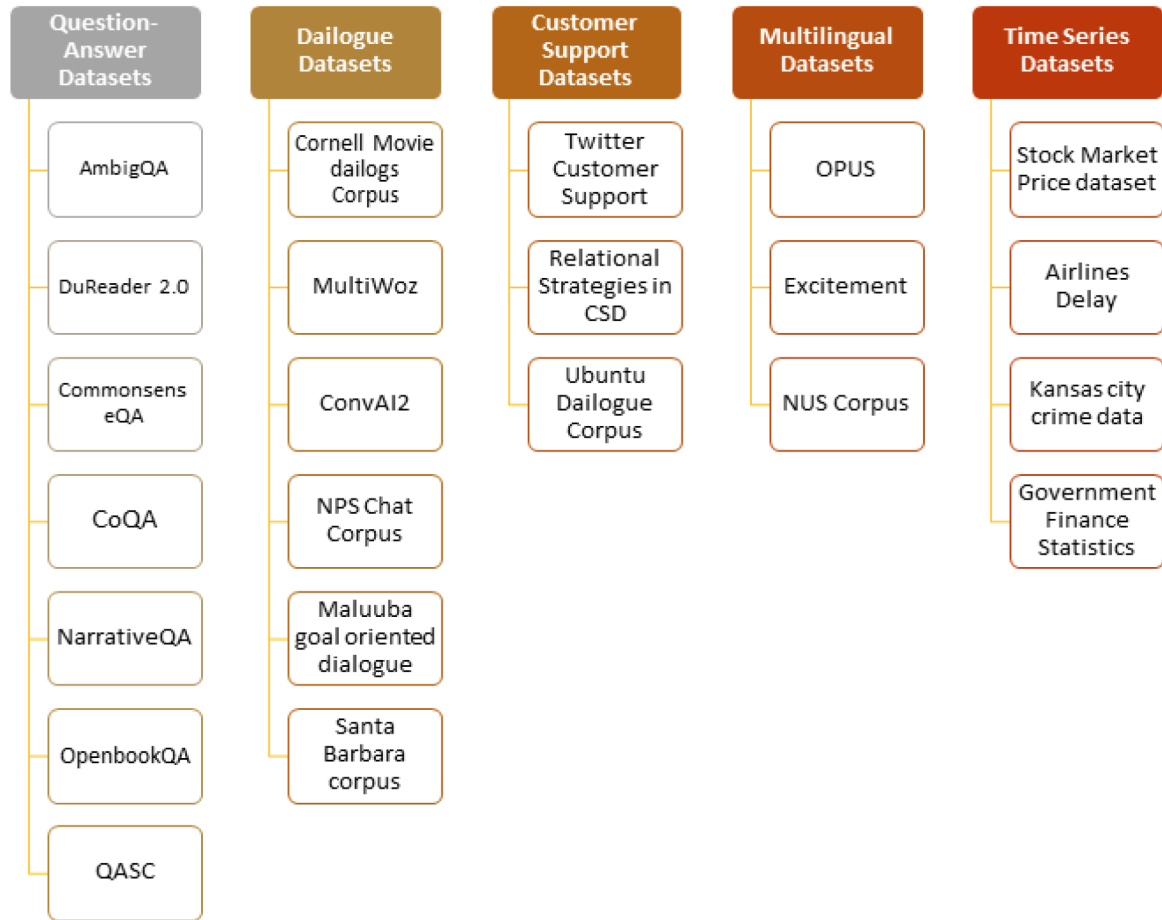 Question-
Answer
Datasets
AmbigQA
DuReader 2.0
Commonsens
eQA
CoQA
NarrativeQA
OpenbookQA
QASC
Dailogue
Datasets
Cornell Movie
dailogs
Corpus
MultiWoz
ConvAI2
NPS Chat
Corpus
Maluuba
goal oriented
dialogue
Santa
Barbara
corpus
Customer
Support
Datasets
Twitter
Customer
Support
Relational
Strategies in
CSD
Ubuntu
Dailogue
Corpus
Multilingual
Datasets
OPUS
Excitement
NUS Corpus
Time Series
Datasets
Stock Market
Price dataset
Airlines
Delay
Kansas city
crime data
Government
Finance
Statistics